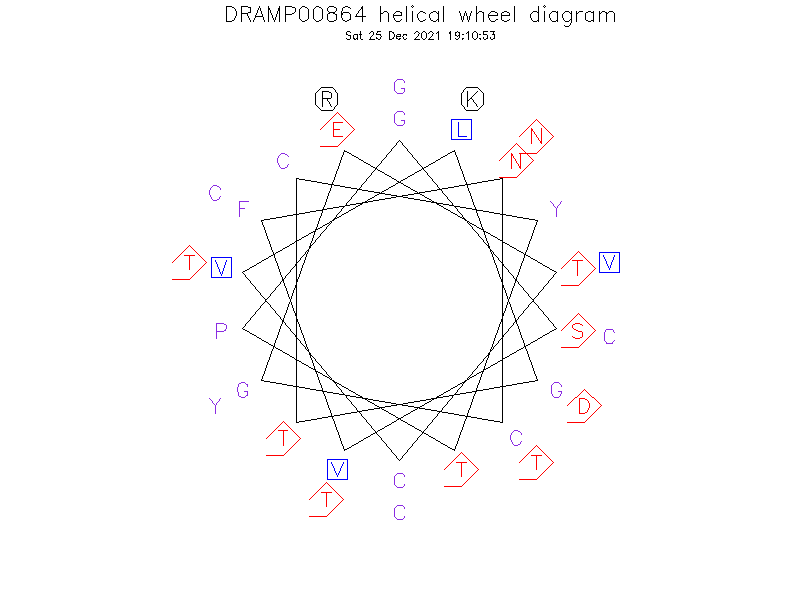 DRAMP00864 helical wheel diagram
Sat 25 Dec 2021 19:10:53
G
R K
G
E L N
N
C
C F Y
T V T V
P S C
Y G G D
T C
V T T
C
T
C